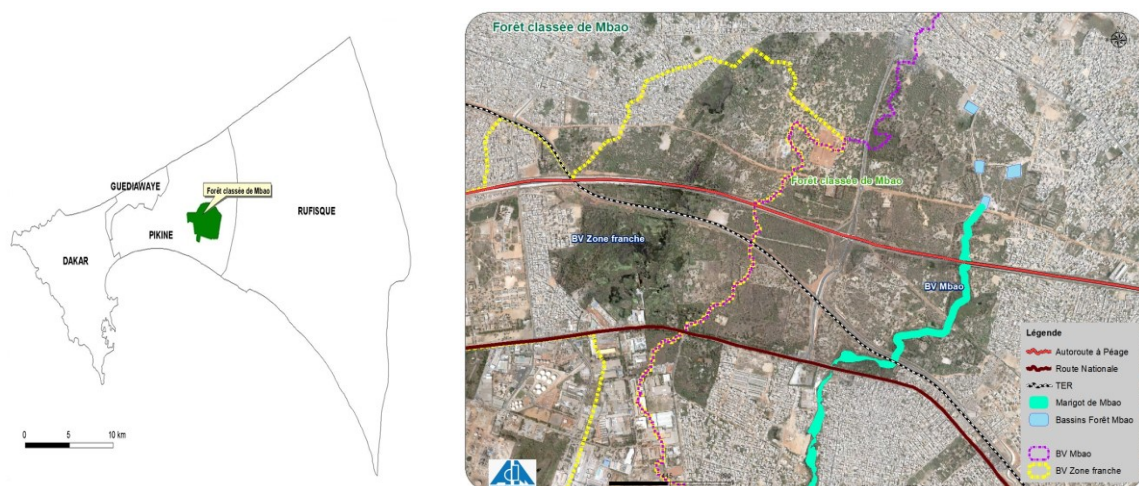 GUEDIAWAYE
Forêt classée de Mbao
RUFISQUE
PIKINE
DAKAR
0 5 10 km
Forêt classée de Mbao
Forêt classée de Mbao
BV Zone franche
BV Mbao
Légende
Autoroute à Péage
Route Nationale
TER
Marigot de Mbao
Bassins Forêt Mbao
BV Mbao
BV Zone franche